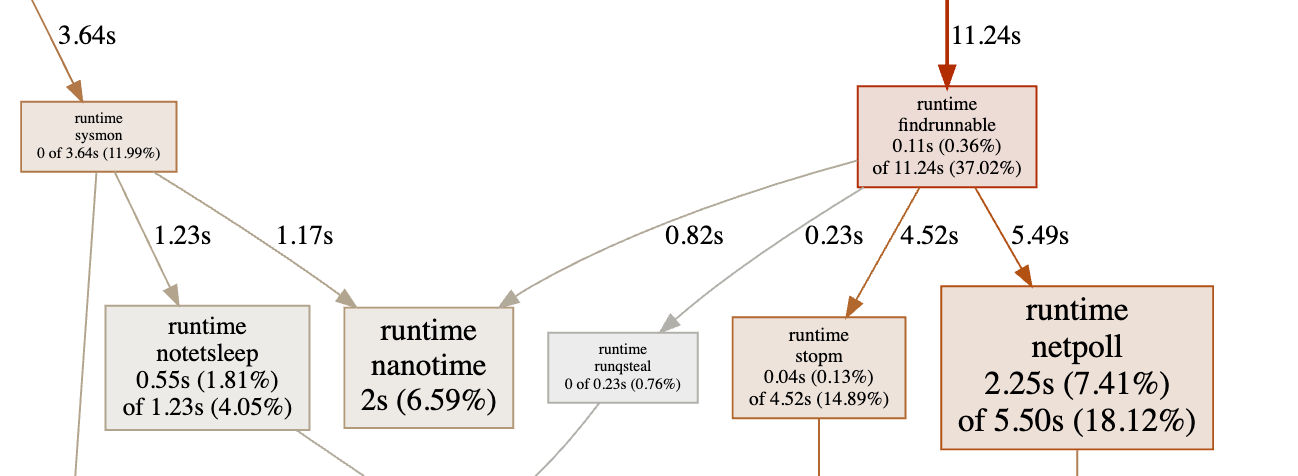 3.64s
11.24s
runtime
sysmon
0 of 3.64s (11.99%)
runtime
findrunnable
0.11s (0.36%)
of 11.24s (37.02%)
1.23s
1.17s
0.82s
0.23s
4.52s
5.49s
runtime
notetsleep
0.55s (1.81%)
of 1.23s (4.05%)
runtime
nanotime
2s (6.59%)
runtime
runqsteal
0 of 0.23s (0.76%)
runtime
stopm
0.04s (0.13%)
of 4.52s (14.89%)
runtime
netpoll
2.25s (7.41%)
of 5.50s (18.12%)